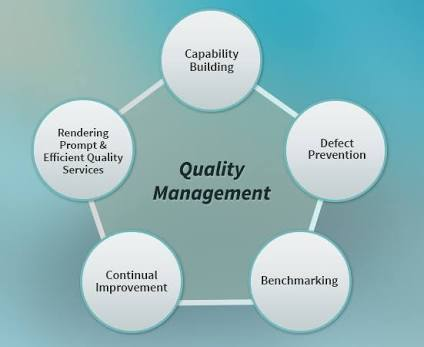 Capability
Building
Defect
Prevention
Benchmarking
Continual
Improvement
Rendering
Prompt &
Efficient Quality
Services
Quality
Management